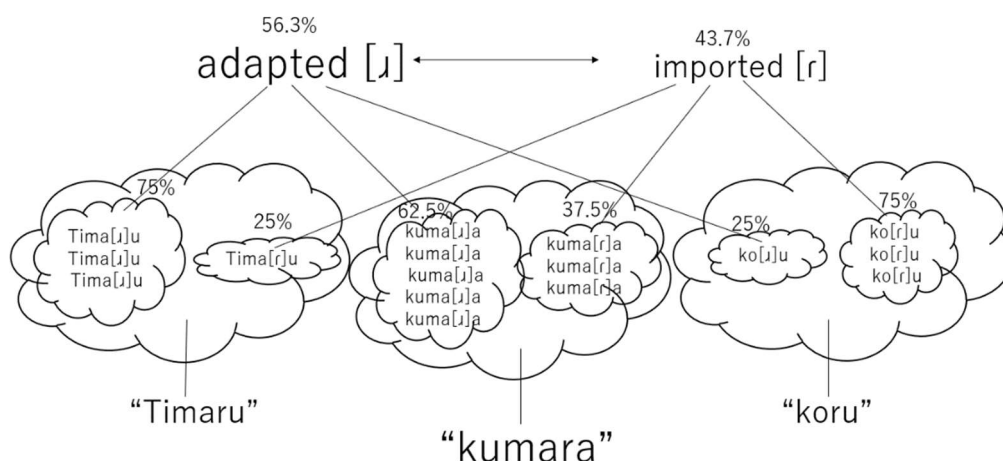 56.3%
43.7%
adapted [ɹ]
imported [ɾ]
75%
25%
62.5%
37.5%
25%
75%
Tima[ɹ]u
Tima[ɹ]u
Tima[ɹ]u
Tima[ɾ]u
kuma[ɹ]a
kuma[ɹ]a
kuma[ɹ]a
kuma[ɹ]a
kuma[ɹ]a
kuma[ɾ]a
kuma[ɾ]a
kuma[ɾ]a
ko[ɹ]u
ko[ɾ]u
ko[ɾ]u
ko[ɾ]u
“Timaru”
“kumara”
“koru”